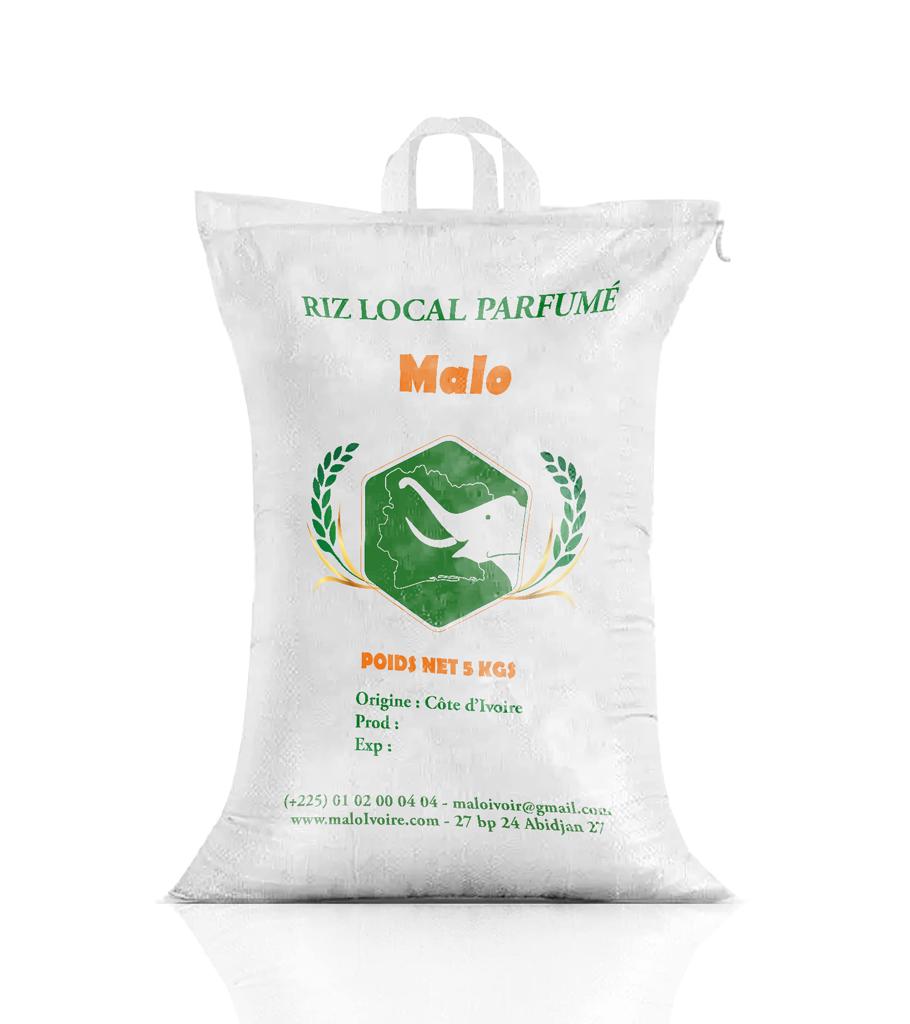 RIZ LOCAL PARFUMÉ
Malo
POIDS NET 5 KGS
Origine : Côte d'Ivoire
Prod :
Exp :
(+225) 01 02 00 04 04 - maloivoir@gmail.com
www.maloIvoire.com - 27 bp 24 Abidjan 27